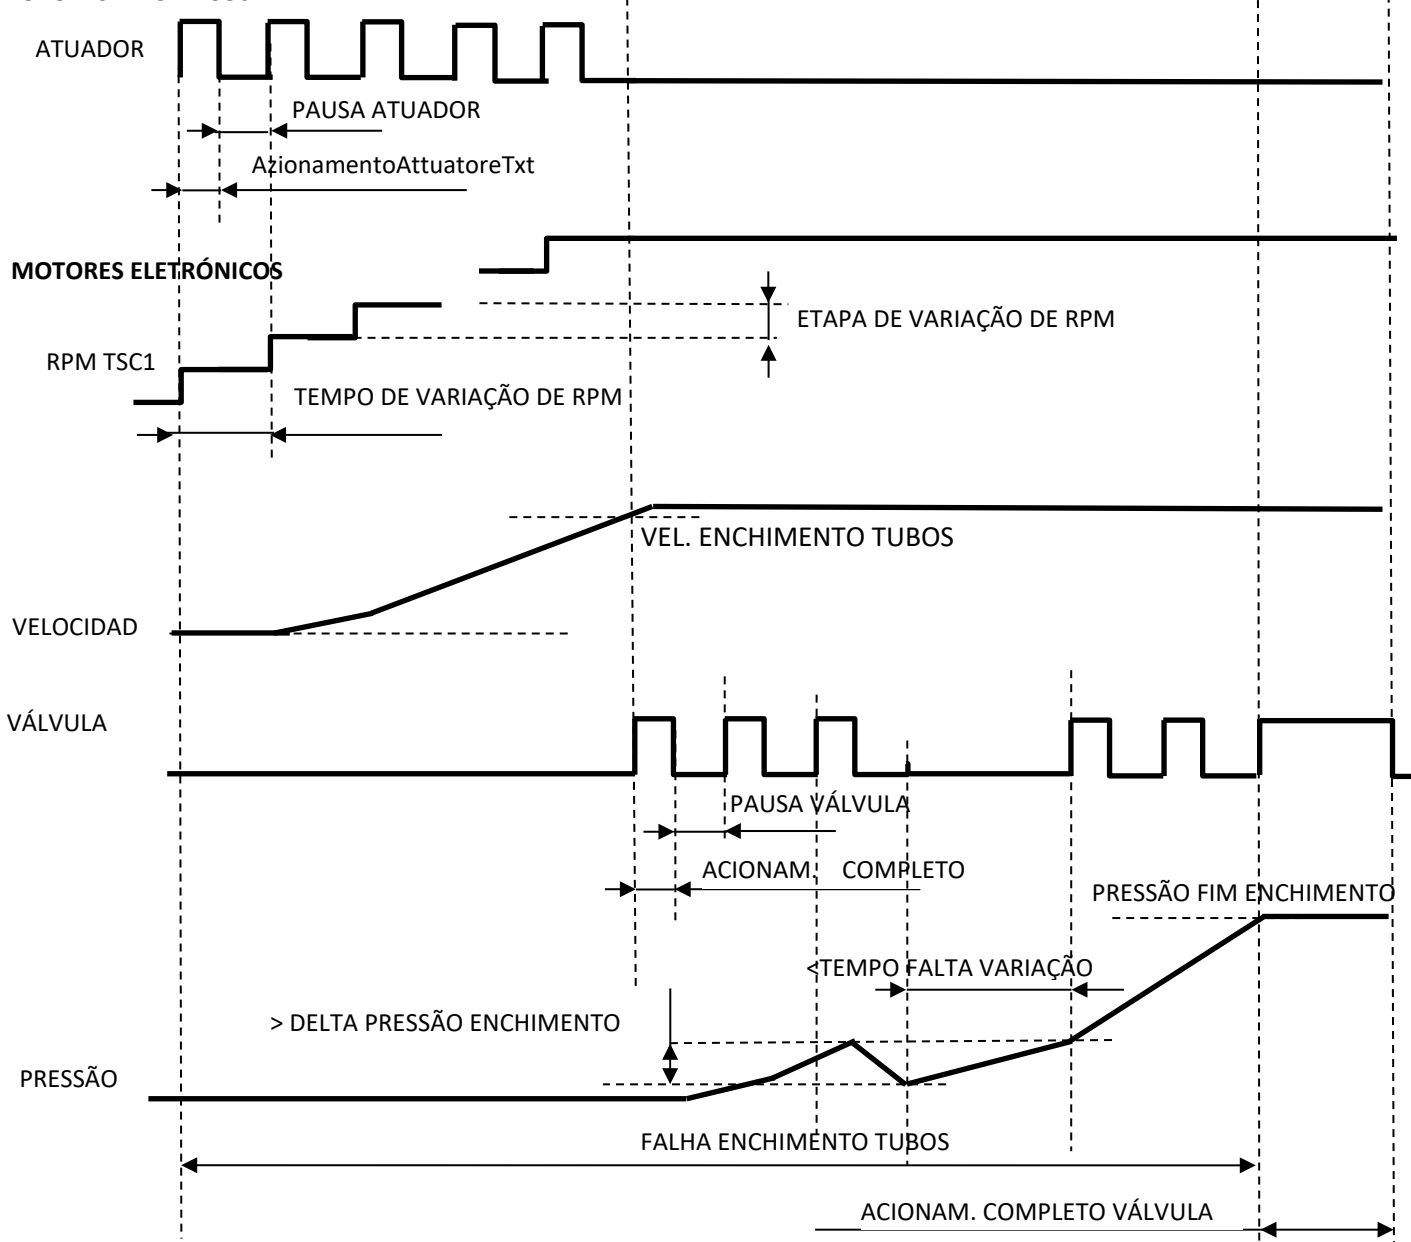 ATUADOR
PAUSA ATUADOR
AzionamentoAttuatoreTxt
MOTORES ELETRÓNICOS
ETAPA DE VARIAÇÃO DE RPM
RPM TSC1
TEMPO DE VARIAÇÃO DE RPM
VEL. ENCHIMENTO TUBOS
VELOCIDAD
VÁLVULA
PAUSA VÁLVULA
ACIONAM. COMPLETO
PRESSÃO FIM ENCHIMENTO
<TEMPO FALTA VARIAÇÃO
> DELTA PRESSÃO ENCHIMENTO
PRESSÃO
FALHA ENCHIMENTO TUBOS
ACIONAM. COMPLETO VÁLVULA